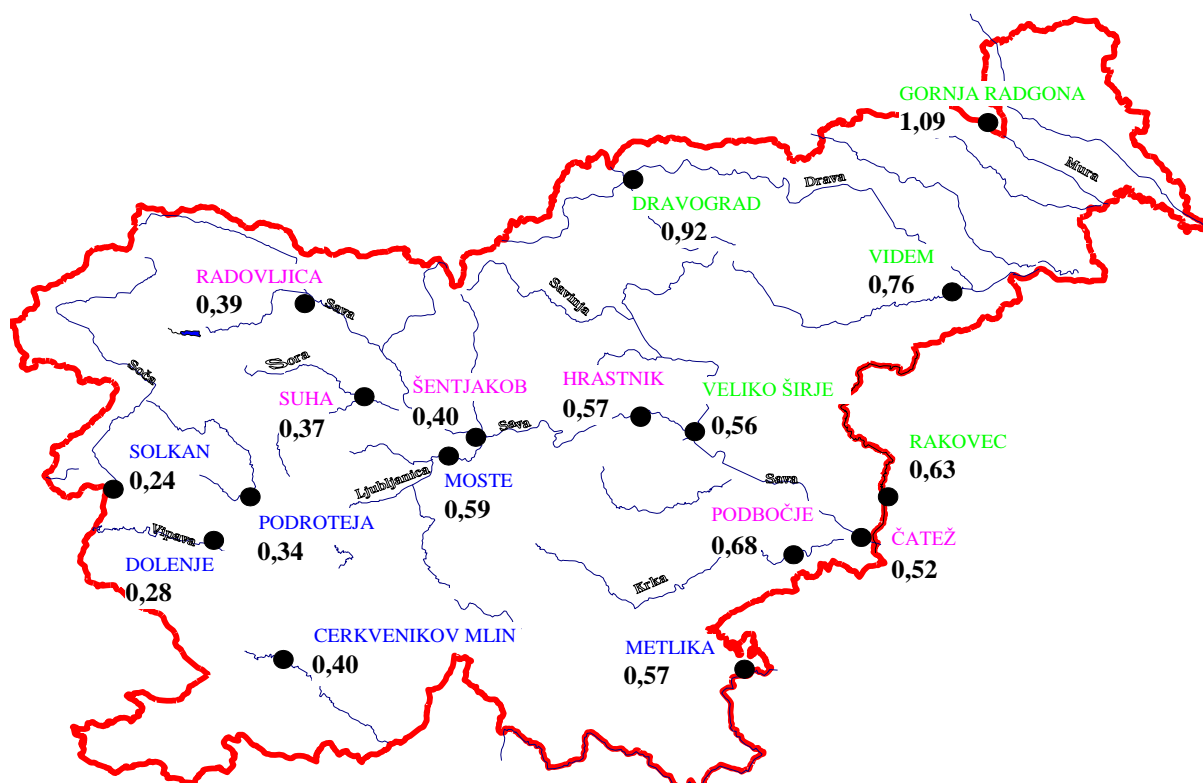 GORNJA RADGONA
1,09
Mura
Drava
DRAVOGRAD
0,92
VIDEM
0,76
RADOVLJICA
0,39
Sava
Savinja
Soča
Sora
SUHA
0,37
ŠENTJAKOB
0,40
HRASTNIK
0,57
VELIKO ŠIRJE
0,56
Sava
RAKOVEC
0,63
SOLKAN
0,24
Ljubljanica
MOSTE
0,59
Sava
PODROTEJA
0,34
Vipava
DOLENJE
0,28
PODBOČJE
0,68
ČATEŽ
0,52
Krka
CERKVENIKOV MLIN
0,40
METLIKA
0,57